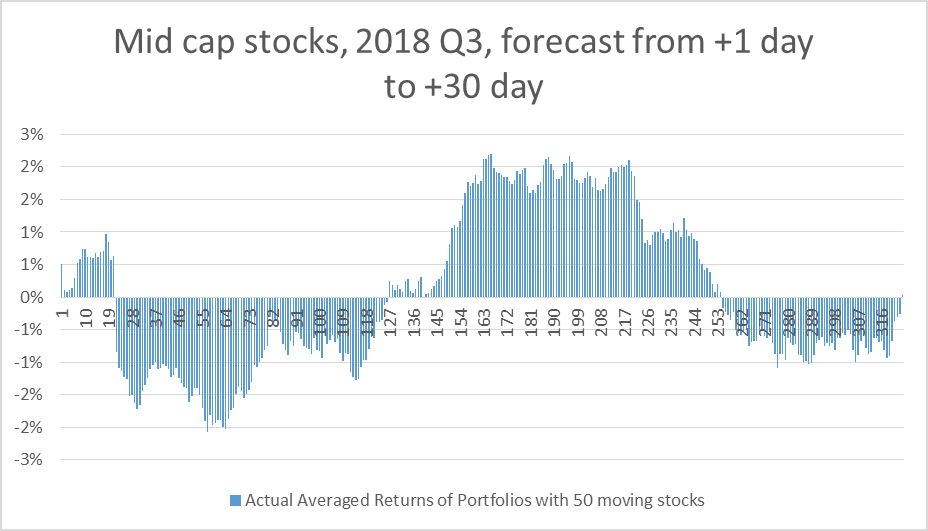 Mid cap stocks, 2018 Q3, forecast from +1 day
to +30 day
3%
2%
2%
1%
1%
0%
-1%
-1%
-2%
-2%
-3%
1 10 19 28 37 46 55 64 73 82 91 100 109 118 127 136 145 154 163 172 181 190 199 208 217 226 235 244 253 262 271 280 289 298 307 316
Actual Averaged Returns of Portfolios with 50 moving stocks